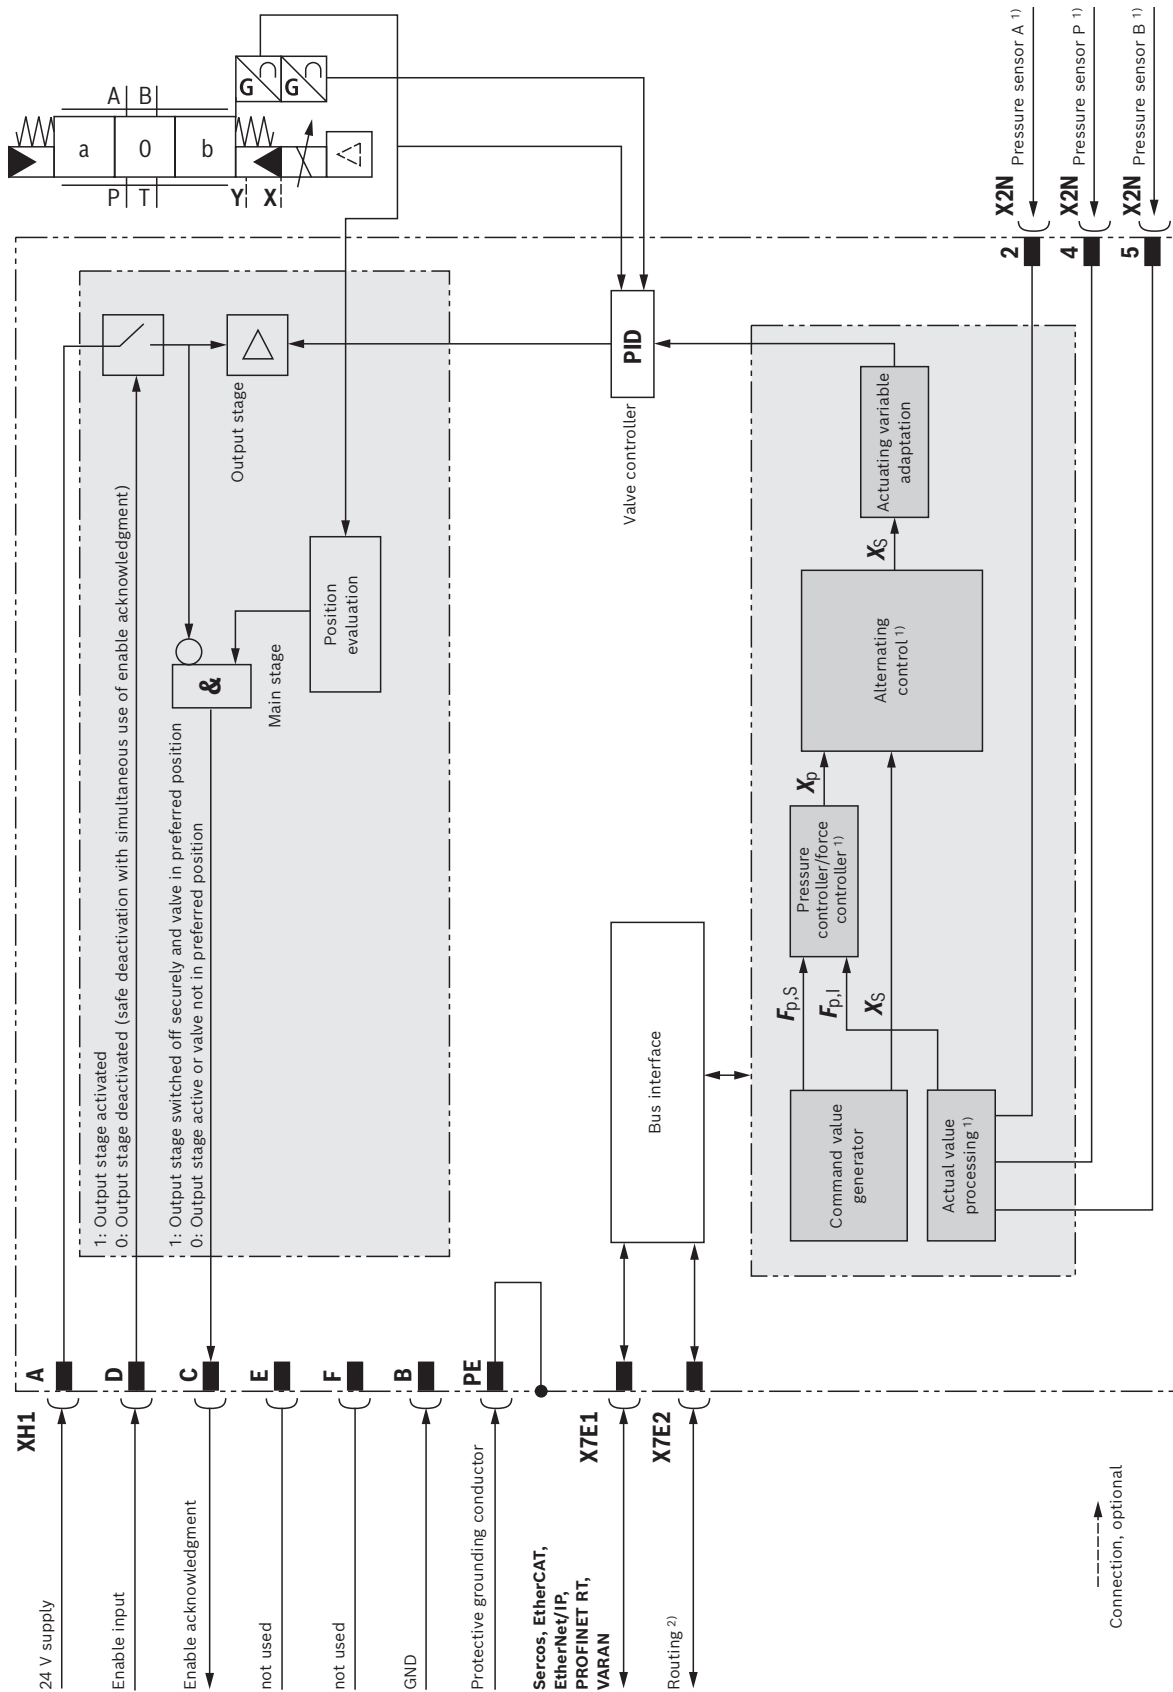 24 V supply
XH1
A
Enable input
D
Enable acknowledgment
C
not used
E
not used
F
GND
B
Protective grounding conductor
PE
Sercos, EtherCAT,
EtherNet/IP,
PROFINET RT,
VARAN
X7E1
Routing 2)
X7E2
Connection, optional
1: Output stage activated
0: Output stage deactivated (safe deactivation with simultaneous use of enable acknowledgment)
1: Output stage switched off securely and valve in preferred position
0: Output stage active or valve not in preferred position
&
Main stage
Position
evaluation
Output stage
Bus interface
PID
Valve controller
Command value
generator
Actual value
processing 1)
Fp,S
Fp,I
XS
Pressure
controller/force
controller 1)
Xp
Alternating
control 1)
XS
Actuating variable
adaptation
2
X2N
Pressure sensor A 1)
4
X2N
Pressure sensor P 1)
5
X2N
Pressure sensor B 1)
A
B
a
0
b
P
T
Y
X
G
G